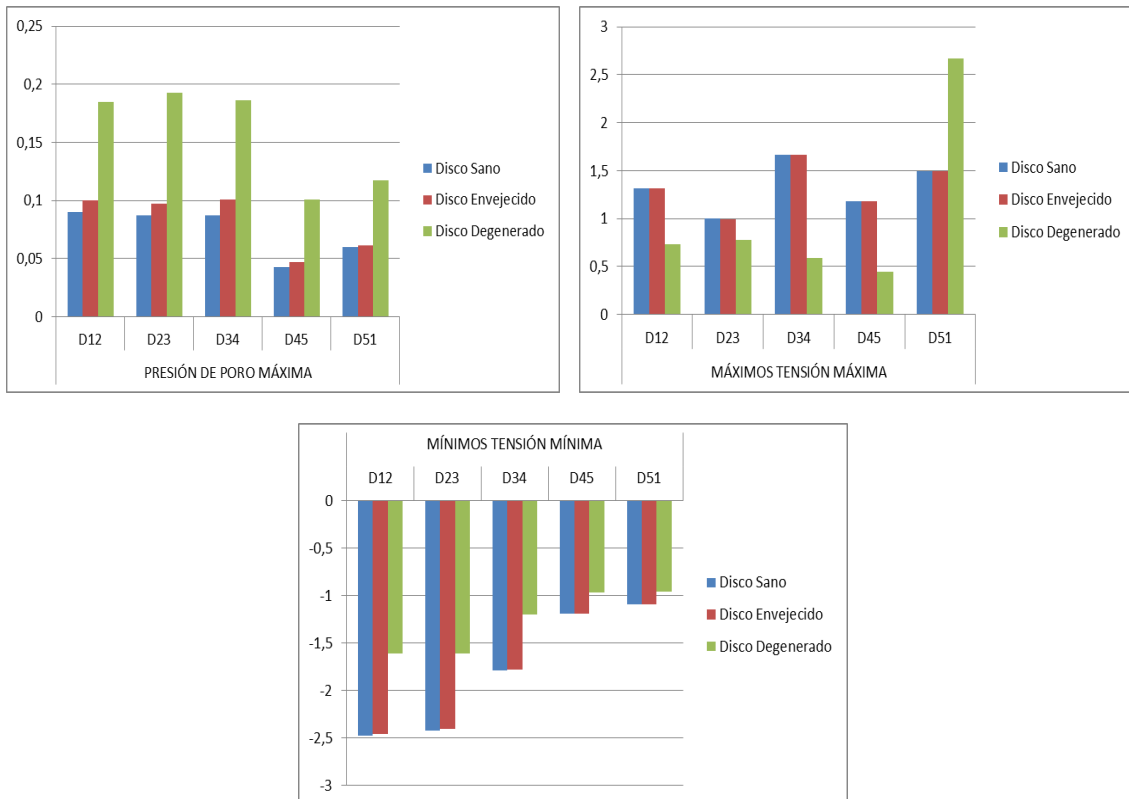 0,25
0,2
0,15
0,1
0,05
0
D12 D23 D34 D45 D51
PRESIÓN DE PORO MÁXIMA
Disco Sano
Disco Envejecido
Disco Degenerado
3
2,5
2
1,5
1
0,5
0
D12 D23 D34 D45 D51
MÁXIMOS TENSIÓN MÁXIMA
Disco Sano
Disco Envejecido
Disco Degenerado
MÍNIMOS TENSIÓN MÍNIMA
D12 D23 D34 D45 D51
0
-0,5
-1
-1,5
-2
-2,5
-3
Disco Sano
Disco Envejecido
Disco Degenerado